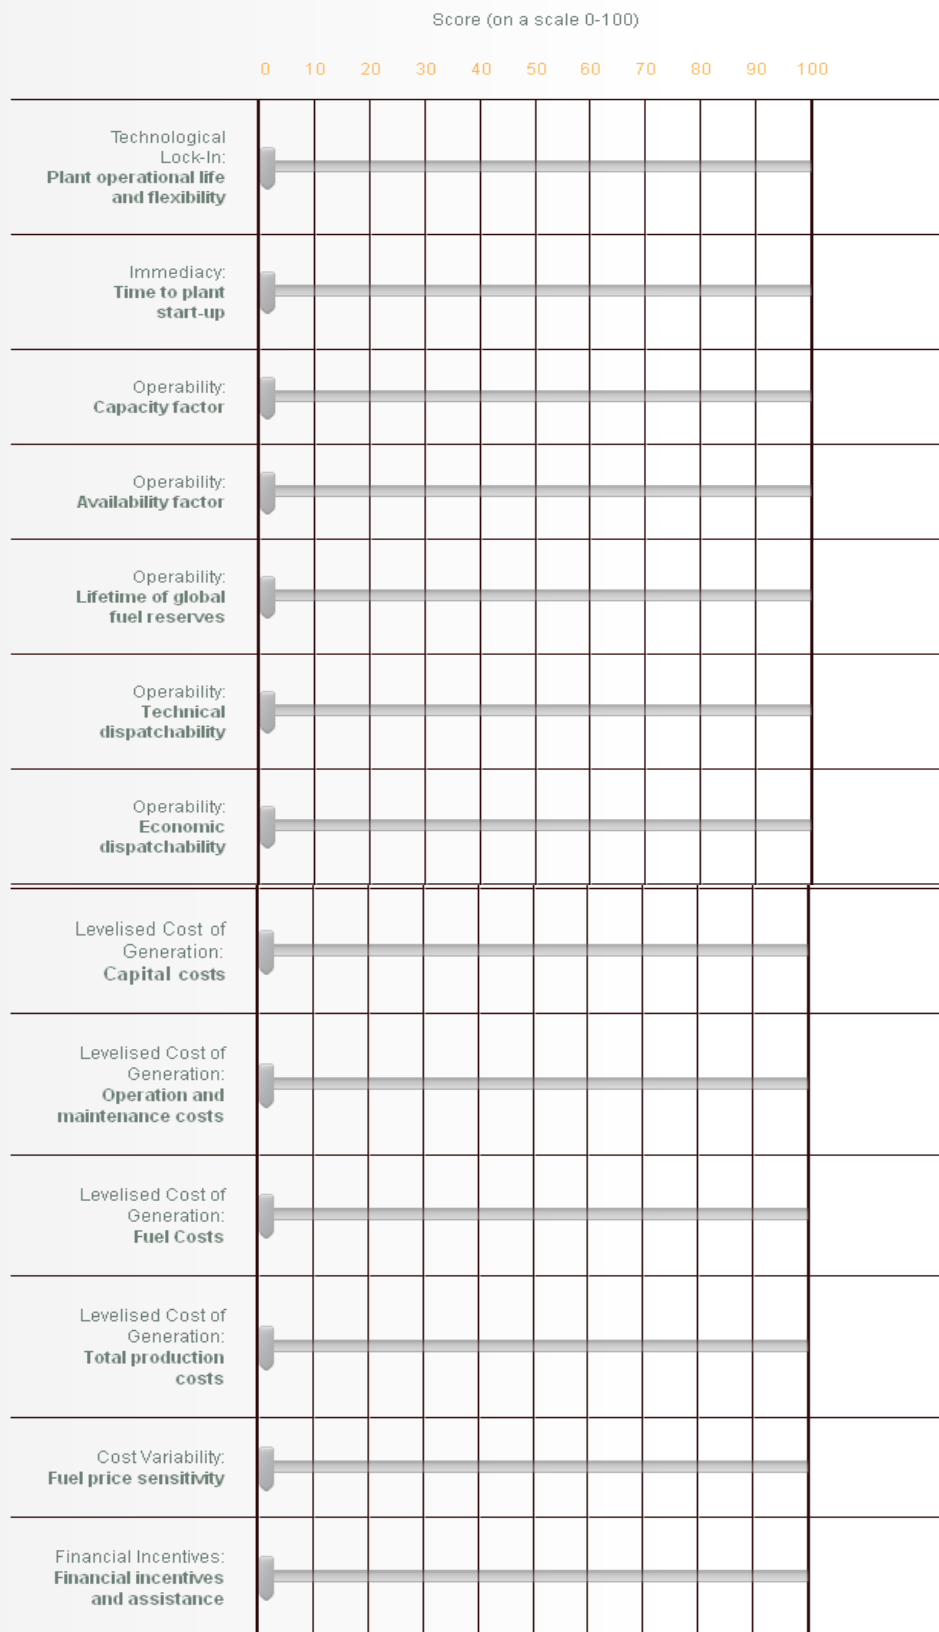 Score (on a scale 0-100)
0 10 20 30 40 50 60 70 80 90 100
Technological
Lock-In:
Plant operational life
and flexibility
Immediacy:
Time to plant
start-up
Operability:
Capacity factor
Operability:
Availability factor
Operability:
Lifetime of global
fuel reserves
Operability:
Technical
dispatchability
Operability:
Economic
dispatchability
Levelised Cost of
Generation:
Capital costs
Levelised Cost of
Generation:
Operation and
maintenance costs
Levelised Cost of
Generation:
Fuel Costs
Levelised Cost of
Generation:
Total production
costs
Cost Variability:
Fuel price sensitivity
Financial Incentives:
Financial incentives
and assistance